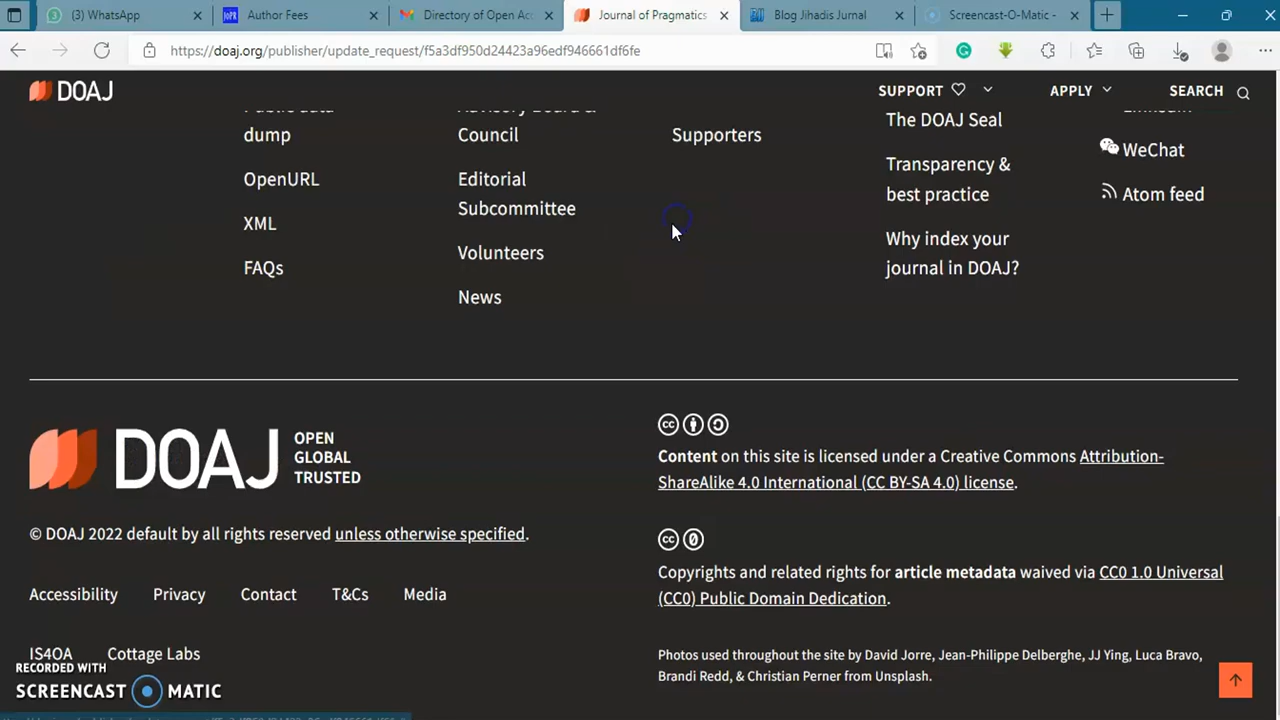 (3) WhatsApp
Author Fees
Directory of Open Acc
Journal of Pragmatics
Blog Jihadis Jurnal
Screencast-O-Matic -
https://doaj.org/publisher/update_request/f5a3df950d24423a96edf946661df6fe
DOAJ
SUPPORT
APPLY
SEARCH
Public data
dump
OpenURL
XML
FAQs
Advisory Board &
Council
Editorial
Subcommittee
Volunteers
News
Supporters
The DOAJ Seal
Transparency &
best practice
Why index your
journal in DOAJ?
LinkedIn
WeChat
Atom feed
DOAJ
OPEN
GLOBAL
TRUSTED
© DOAJ 2022 default by all rights reserved unless otherwise specified.
Accessibility Privacy Contact T&Cs Media
IS4OA Cottage Labs
Content on this site is licensed under a Creative Commons Attribution-
ShareAlike 4.0 International (CC BY-SA 4.0) license.
Copyrights and related rights for article metadata waived via CC0 1.0 Universal
(CC0) Public Domain Dedication.
Photos used throughout the site by David Jorre, Jean-Philippe Delberghe, JJ Ying, Luca Bravo,
Brandi Redd, & Christian Perner from Unsplash.
RECORDED WITH
SCREENCAST MATIC